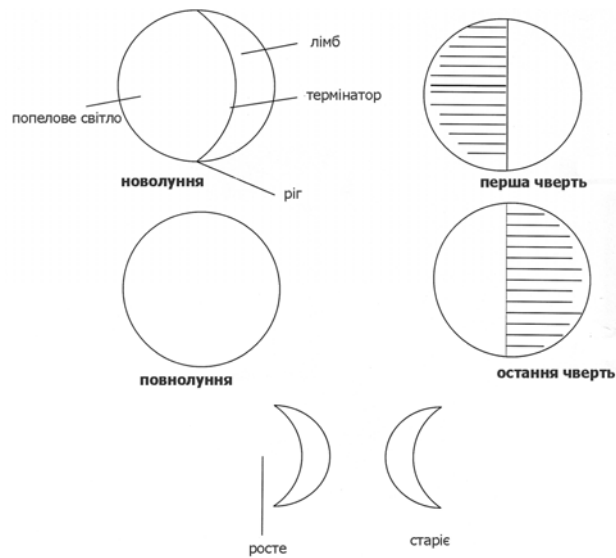 лімб
термінатор
попелове світло
новолуння
ріг
перша чверть
повнолуння
остання чверть
росте
старіє